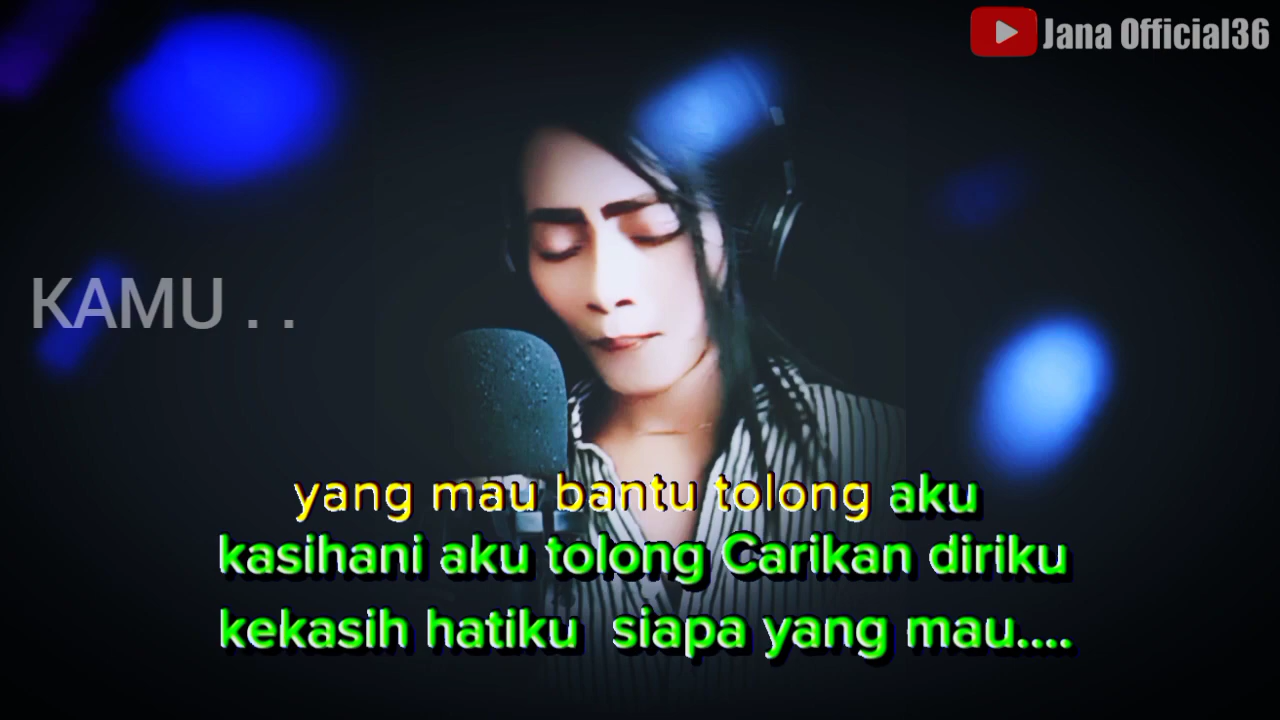 Jana Official36
KAMU . .
yang mau bantu tolong aku
kasihani aku tolong Carikan diriku
kekasih hatiku siapa yang mau....